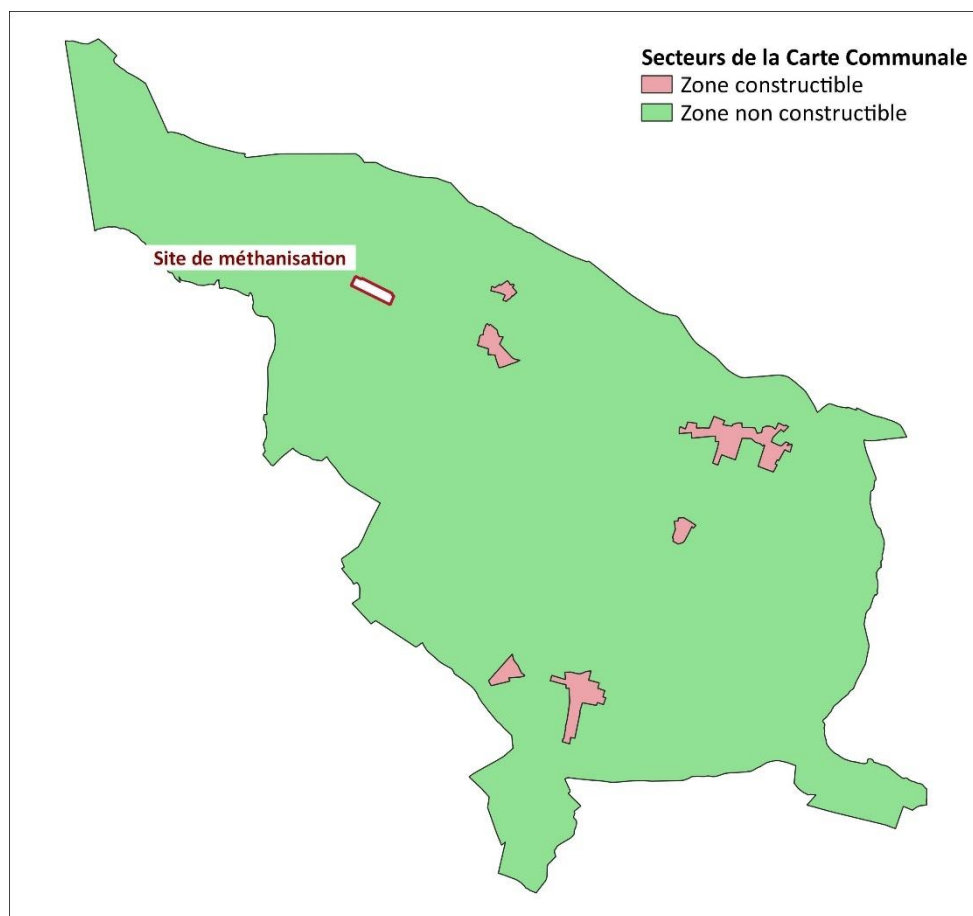 Secteurs de la Carte Communale
Zone constructible
Zone non constructible
Site de méthanisation